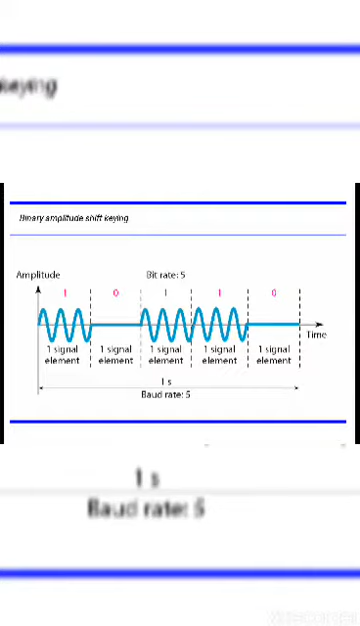 keying
Binary amplitude shift keying
Amplitude
Bit rate: 5
1 0 1 1 0
Time
1 signal 1 signal 1 signal 1 signal 1 signal
element element element element element
1 s
Baud rate: 5
1 s
Baud rate: 5